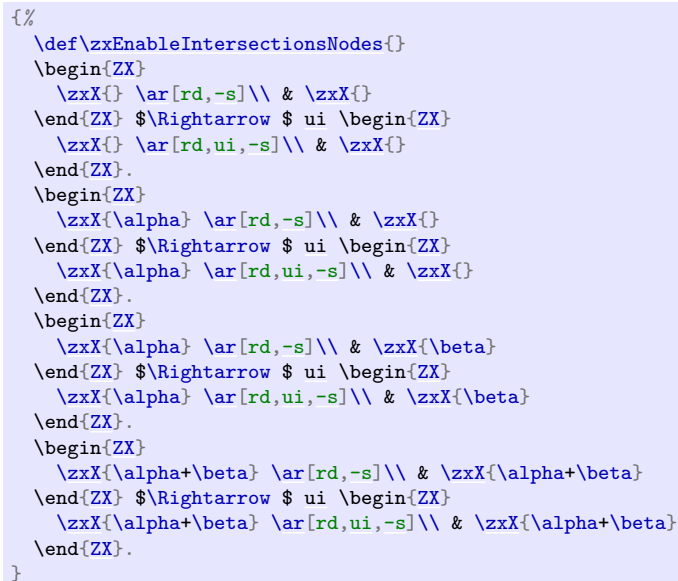 {%
  \def\zxEnableIntersectionsNodes{}
  \begin{ZX}
    \zxX{} \ar[rd,-s]\\ & \zxX{}
  \end{ZX} $\Rightarrow $ ui \begin{ZX}
    \zxX{} \ar[rd,ui,-s]\\ & \zxX{}
  \end{ZX}.
  \begin{ZX}
    \zxX{\alpha} \ar[rd,-s]\\ & \zxX{}
  \end{ZX} $\Rightarrow $ ui \begin{ZX}
    \zxX{\alpha} \ar[rd,ui,-s]\\ & \zxX{}
  \end{ZX}.
  \begin{ZX}
    \zxX{\alpha} \ar[rd,-s]\\ & \zxX{\beta}
  \end{ZX} $\Rightarrow $ ui \begin{ZX}
    \zxX{\alpha} \ar[rd,ui,-s]\\ & \zxX{\beta}
  \end{ZX}.
  \begin{ZX}
    \zxX{\alpha+\beta} \ar[rd,-s]\\ & \zxX{\alpha+\beta}
  \end{ZX} $\Rightarrow $ ui \begin{ZX}
    \zxX{\alpha+\beta} \ar[rd,ui,-s]\\ & \zxX{\alpha+\beta}
  \end{ZX}.
}